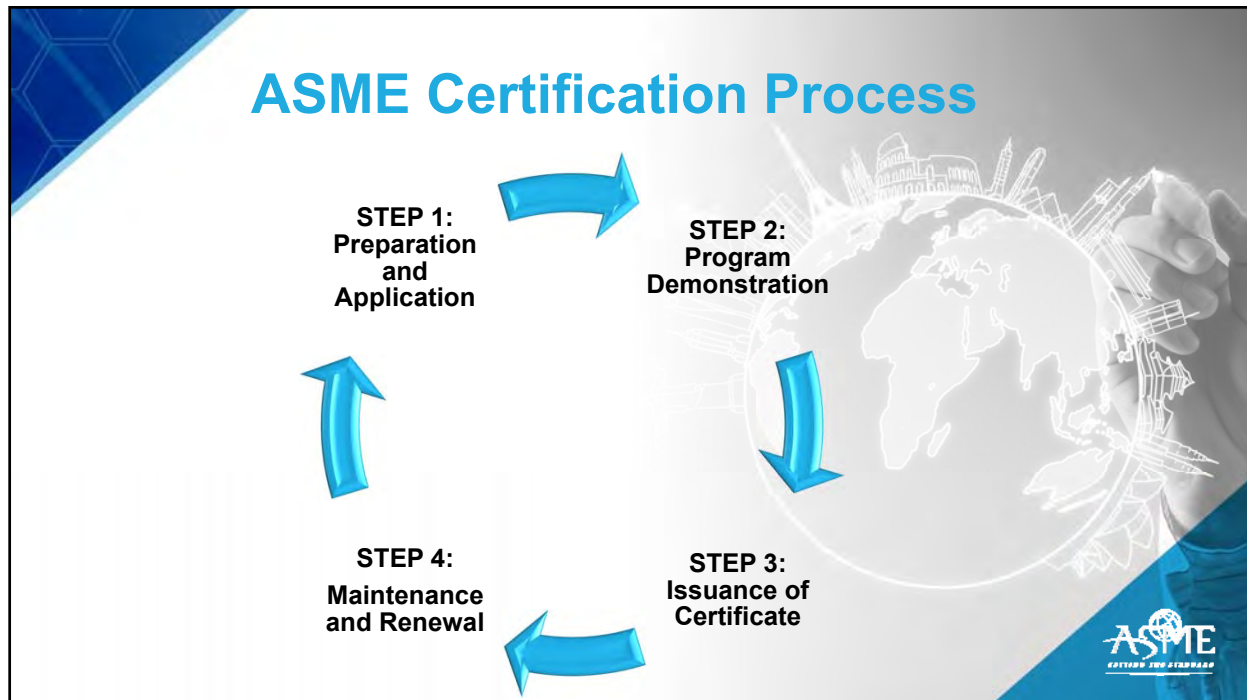 ASME Certification Process
STEP 1:
Preparation
and
Application
STEP 2:
Program
Demonstration
STEP 3:
Issuance of
Certificate
STEP 4:
Maintenance
and Renewal
ASME